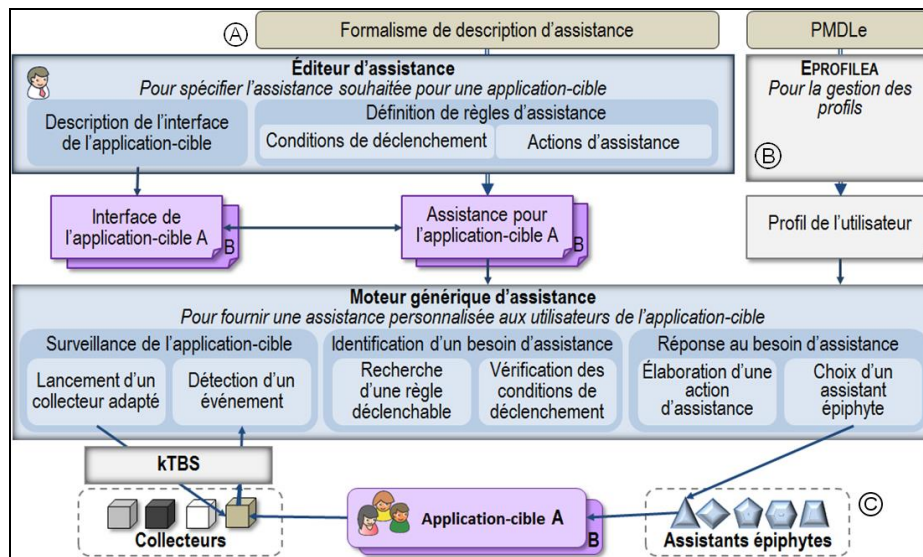 A
Formalisme de description d'assistance
PMDLe
Éditeur d'assistance
Pour spécifier l'assistance souhaitée pour une application-cible
Description de l'interface
de l'application-cible
Définition de règles d'assistance
Conditions de déclenchement
Actions d'assistance
EPROFILEA
Pour la gestion des
profils
B
Interface de
l'application-cible A
B
Assistance pour
l'application-cible A
B
Profil de l'utilisateur
Moteur générique d'assistance
Pour fournir une assistance personnalisée aux utilisateurs de l'application-cible
Surveillance de l'application-cible
Lancement d'un
collecteur adapté
Détection d'un
événement
Identification d'un besoin d'assistance
Recherche
d'une règle
déclenchable
Vérification des
conditions de
déclenchement
Réponse au besoin d'assistance
Élaboration d'une
action
d'assistance
Choix d'un
assistant
épiphyte
kTBS
Collecteurs
Application-cible A
B
Assistants épiphytes
C